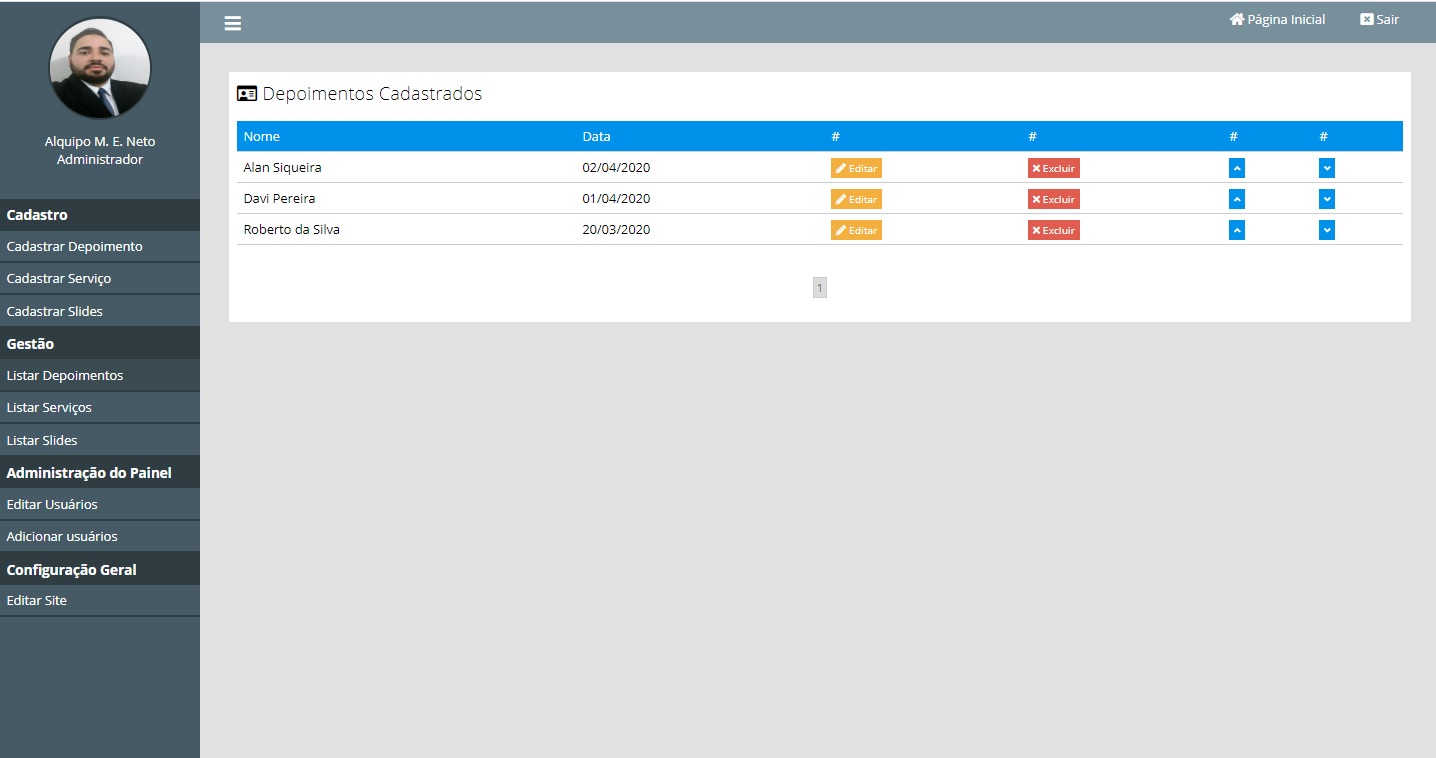 Página Inicial Sair
Alquipo M. E. Neto
Administrador
Cadastro
Cadastrar Depoimento
Cadastrar Serviço
Cadastrar Slides
Gestão
Listar Depoimentos
Listar Serviços
Listar Slides
Administração do Painel
Editar Usuários
Adicionar usuários
Configuração Geral
Editar Site
Depoimentos Cadastrados
Nome Data # # # #
Alan Siqueira 02/04/2020 Editar Excluir
Davi Pereira 01/04/2020 Editar Excluir
Roberto da Silva 20/03/2020 Editar Excluir
1